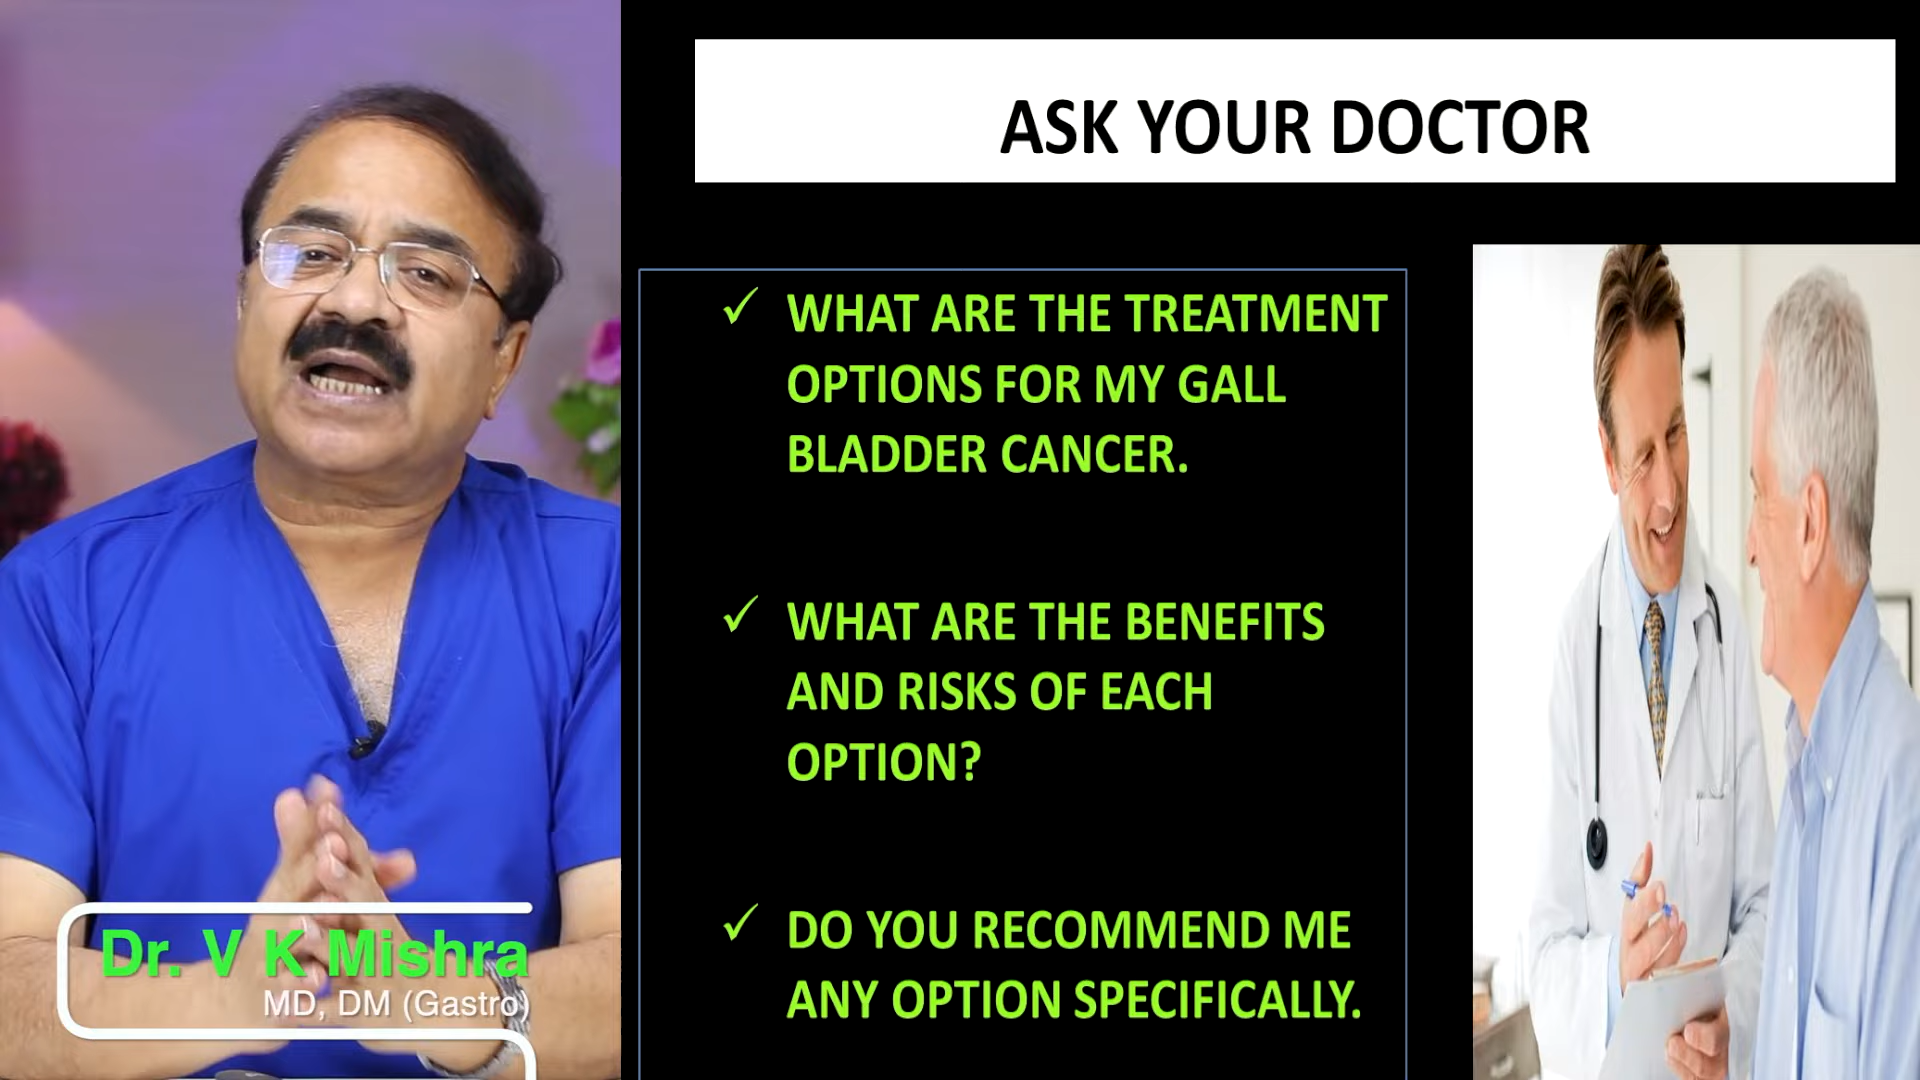 ASK YOUR DOCTOR
✓ WHAT ARE THE TREATMENT
OPTIONS FOR MY GALL
BLADDER CANCER.
✓ WHAT ARE THE BENEFITS
AND RISKS OF EACH
OPTION?
✓ DO YOU RECOMMEND ME
ANY OPTION SPECIFICALLY.
Dr. V K Mishra
MD, DM (Gastro)